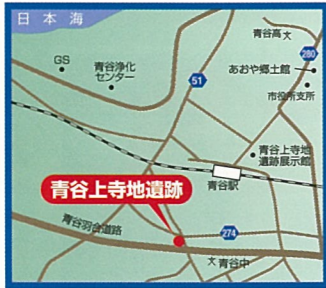 日本海
青谷高
280
GS
青谷浄化
センター
あおや郷土館
51
市役所支所
青谷上寺地
遺跡展示館
青谷駅
青谷上寺地遺跡
青谷羽合道路
274
青谷中